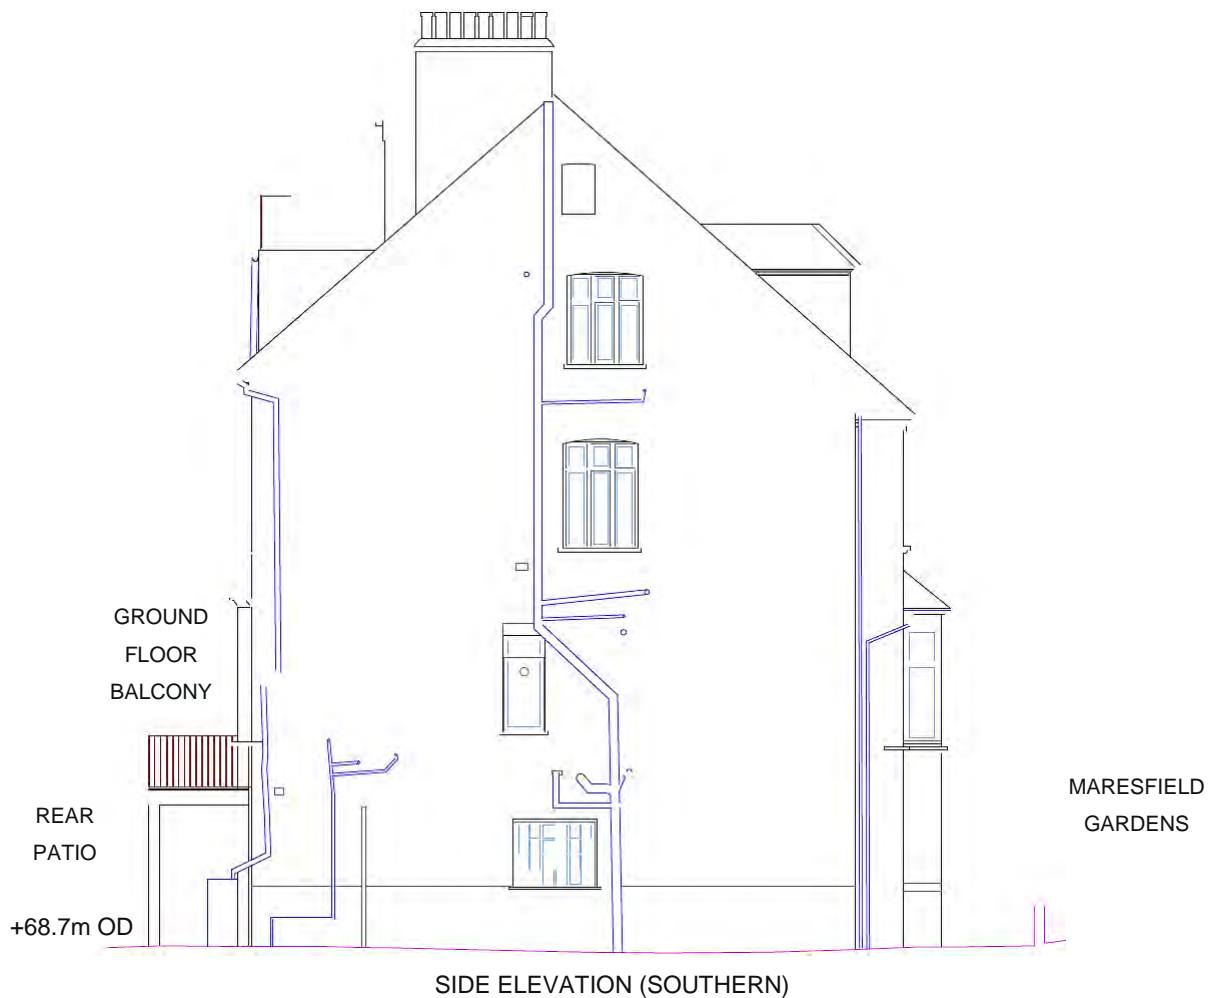 GROUND
FLOOR
BALCONY
REAR
PATIO
+68.7m OD
MARESFIELD
GARDENS
SIDE ELEVATION (SOUTHERN)